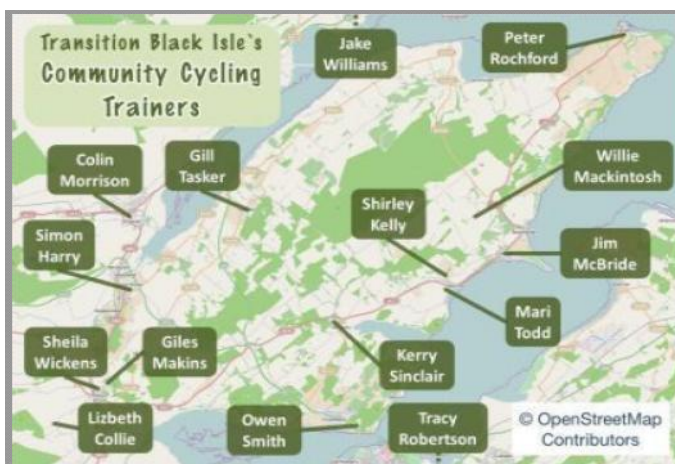 Transition Black Isle's
Community Cycling
Trainers
Jake
Williams
Peter
Rochford
Colin
Morrison
Gill
Tasker
Willie
Mackintosh
Shirley
Kelly
Simon
Harry
Jim
McBride
Mari
Todd
Sheila
Wickens
Giles
Makins
Kerry
Sinclair
Lizbeth
Collie
Owen
Smith
Tracy
Robertson
© OpenStreetMap
Contributors